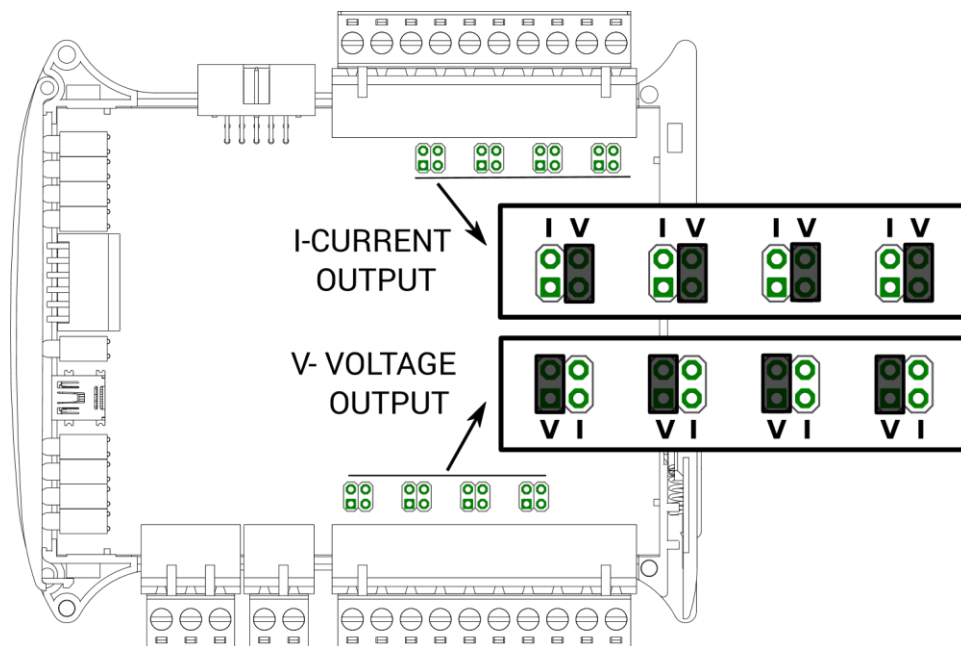 I V I V I V I V
I-CURRENT
OUTPUT
V- VOLTAGE
OUTPUT
V I V I V I V I